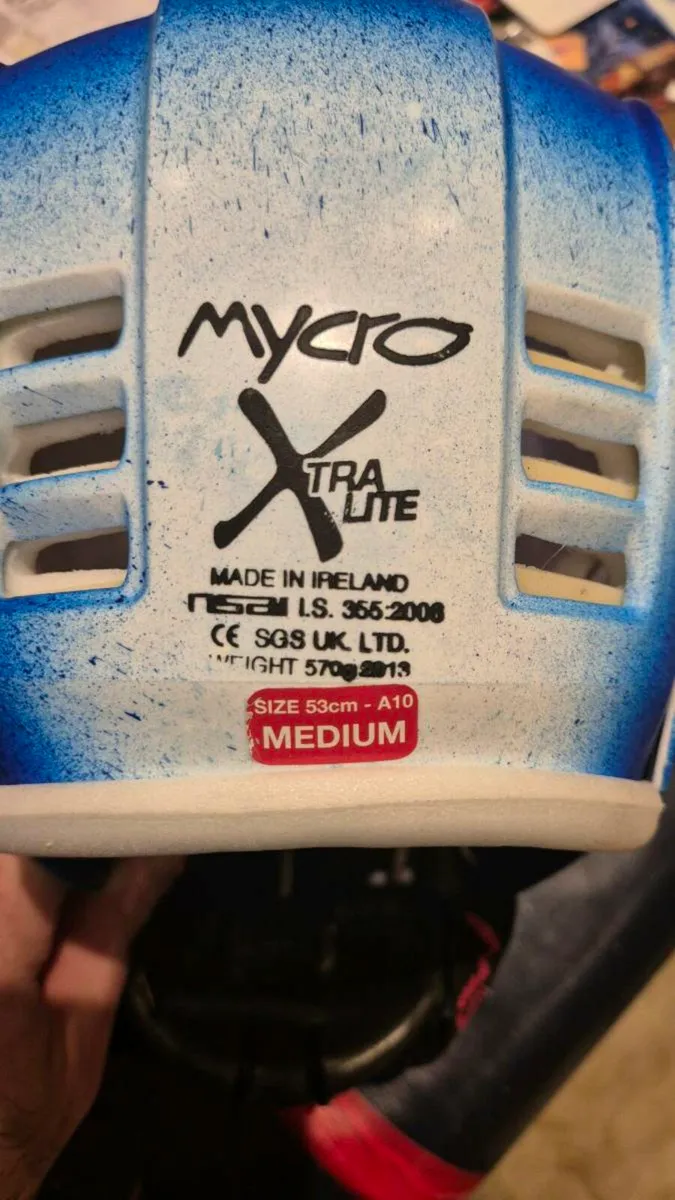 mycro
XTRA
LITE
MADE IN IRELAND
nsai I.S. 355:2006
CE SGS UK. LTD.
WEIGHT 570g 2013
SIZE 53cm - A10
MEDIUM